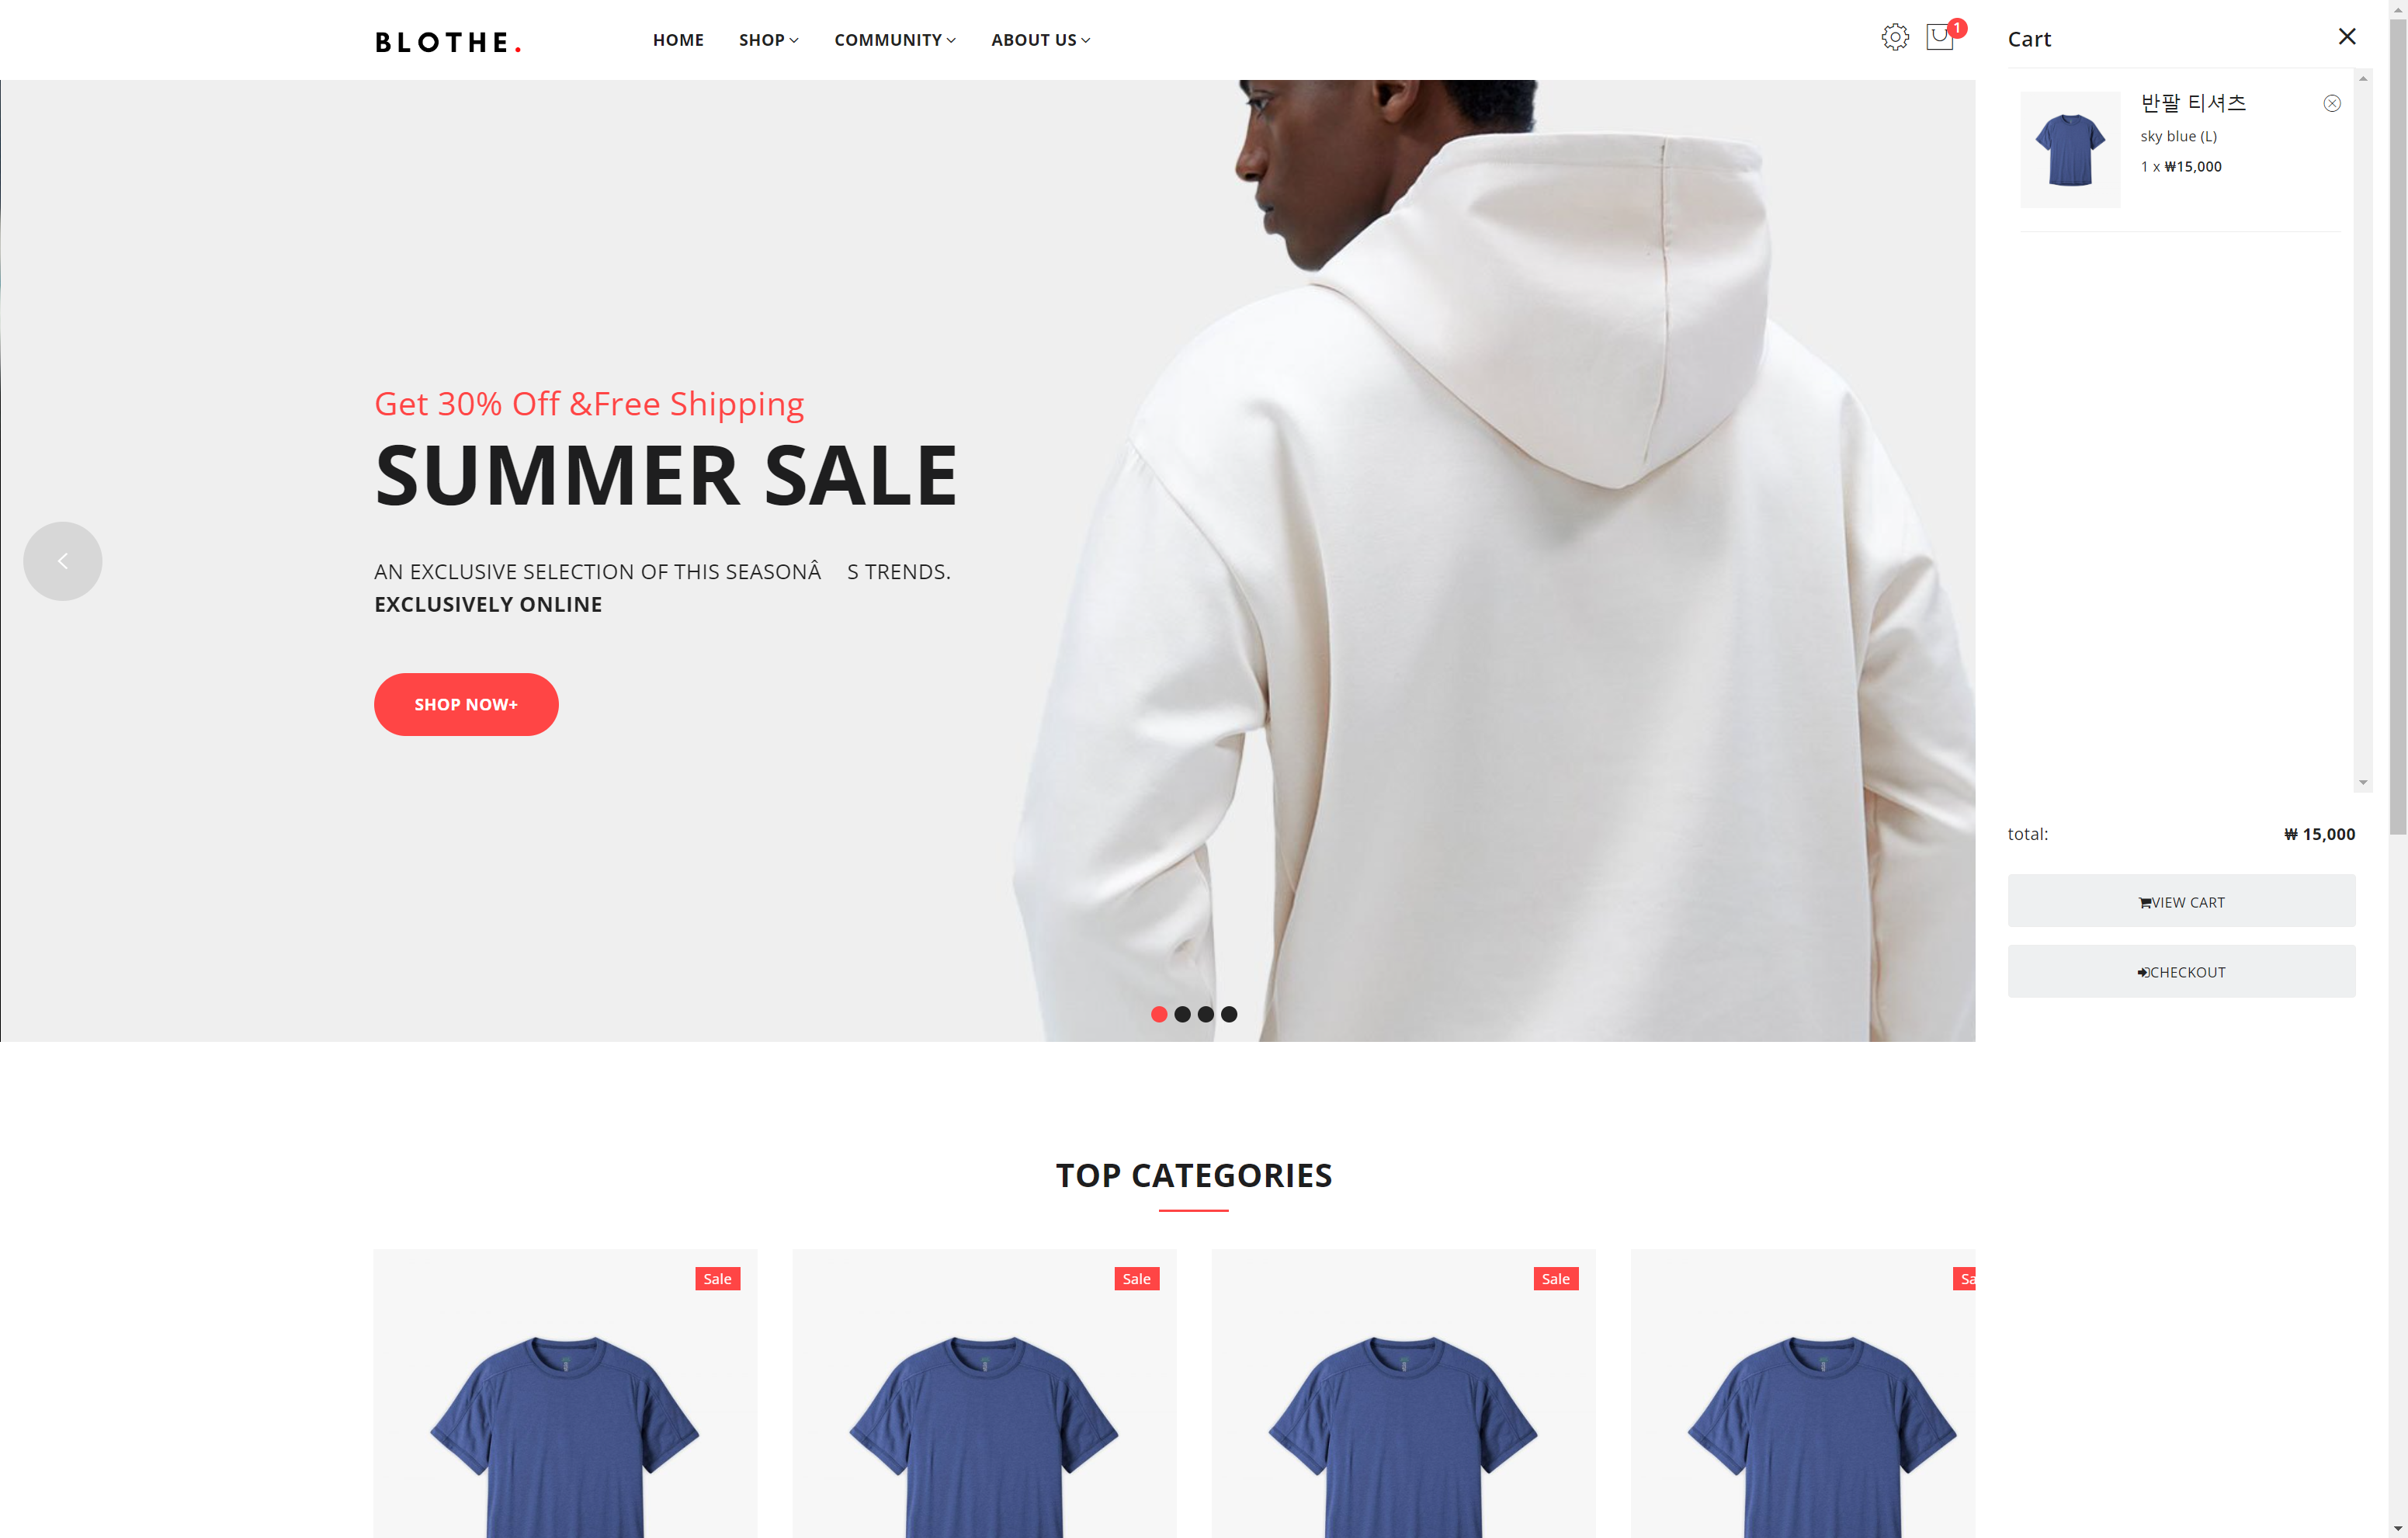 BLOTHE.
HOME
SHOP
COMMUNITY
ABOUT US
1
Cart
반팔 티셔츠
sky blue (L)
1 x ₩15,000
Get 30% Off &Free Shipping
SUMMER SALE
AN EXCLUSIVE SELECTION OF THIS SEASONÂ S TRENDS.
EXCLUSIVELY ONLINE
SHOP NOW+
total:
₩ 15,000
VIEW CART
CHECKOUT
TOP CATEGORIES
Sale
Sale
Sale
Sa